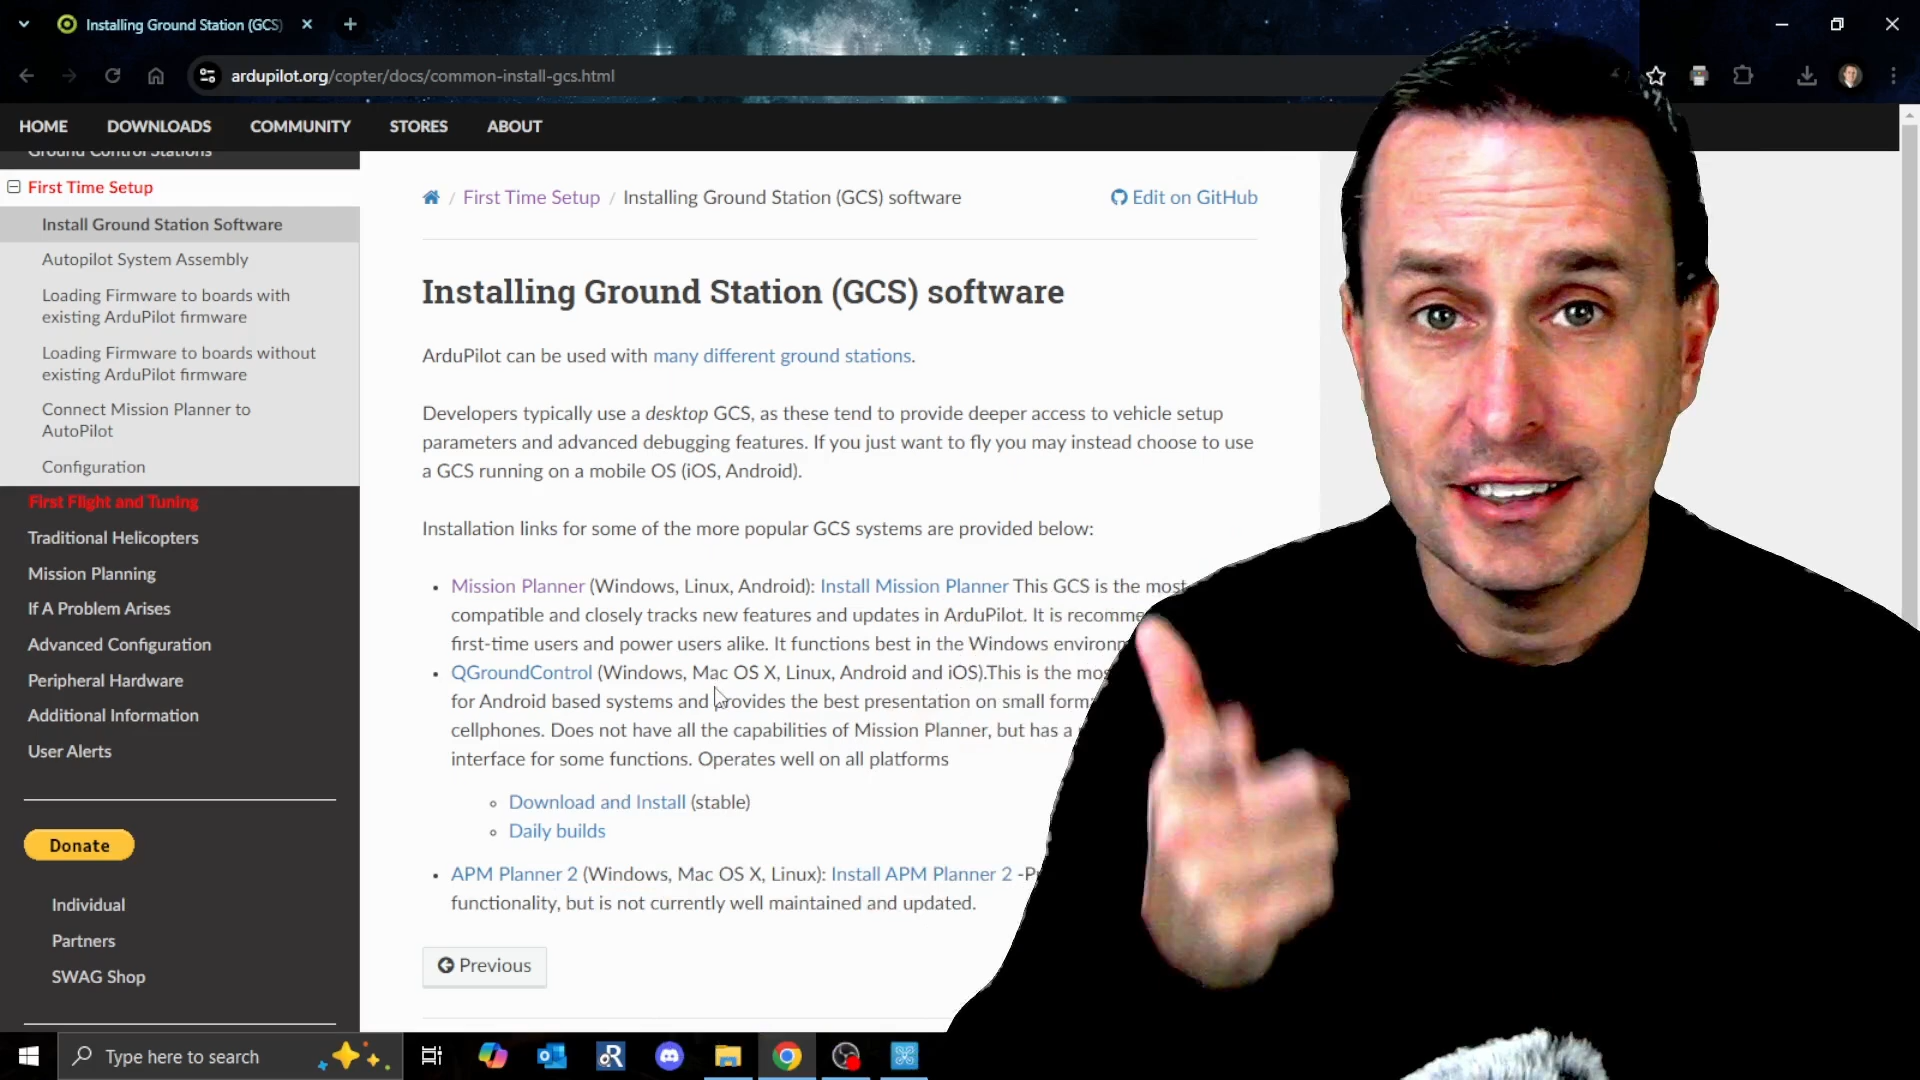 Installing Ground Station (GCS)
ardupilot.org/copter/docs/common-install-gcs.html
HOME DOWNLOADS COMMUNITY STORES ABOUT
Ground Control Stations
First Time Setup
Install Ground Station Software
Autopilot System Assembly
Loading Firmware to boards with
existing ArduPilot firmware
Loading Firmware to boards without
existing ArduPilot firmware
Connect Mission Planner to
AutoPilot
Configuration
First Flight and Tuning
Traditional Helicopters
Mission Planning
If A Problem Arises
Advanced Configuration
Peripheral Hardware
Additional Information
User Alerts
Donate
Individual
Partners
SWAG Shop
/ First Time Setup / Installing Ground Station (GCS) software
Edit on GitHub
Installing Ground Station (GCS) software
ArduPilot can be used with many different ground stations.
Developers typically use a desktop GCS, as these tend to provide deeper access to vehicle setup
parameters and advanced debugging features. If you just want to fly you may instead choose to use
a GCS running on a mobile OS (iOS, Android).
Installation links for some of the more popular GCS systems are provided below:
• Mission Planner (Windows, Linux, Android): Install Mission Planner This GCS is the most
compatible and closely tracks new features and updates in ArduPilot. It is
first-time users and power users alike. It functions best in the Windows
• QGroundControl (Windows, Mac OS X, Linux, Android and iOS).This is the
for Android based systems and provides the best presentation on small
cellphones. Does not have all the capabilities of Mission Planner, but has a
interface for some functions. Operates well on all platforms
Download and Install (stable)
Daily builds
• APM Planner 2 (Windows, Mac OS X, Linux): Install APM Planner 2 -
functionality, but is not currently well maintained and updated.
Previous
Type here to search